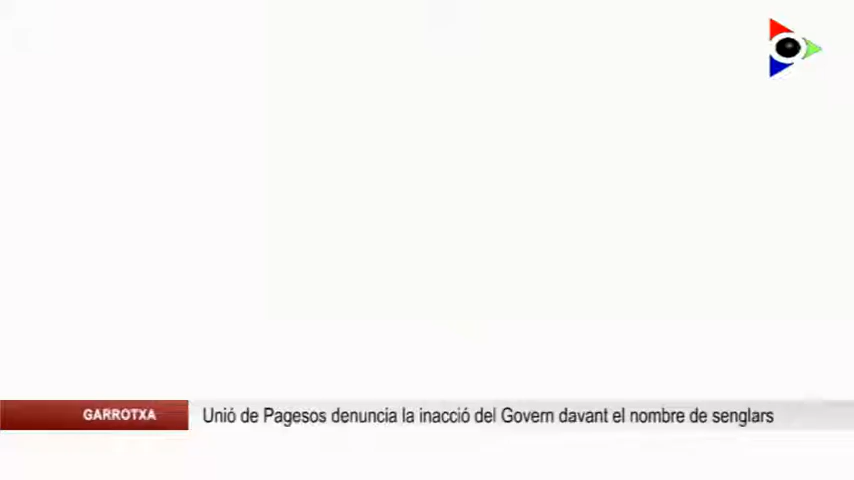 GARROTXA Unió de Pagesos denuncia la inacció del Govern davant el nombre de senglars